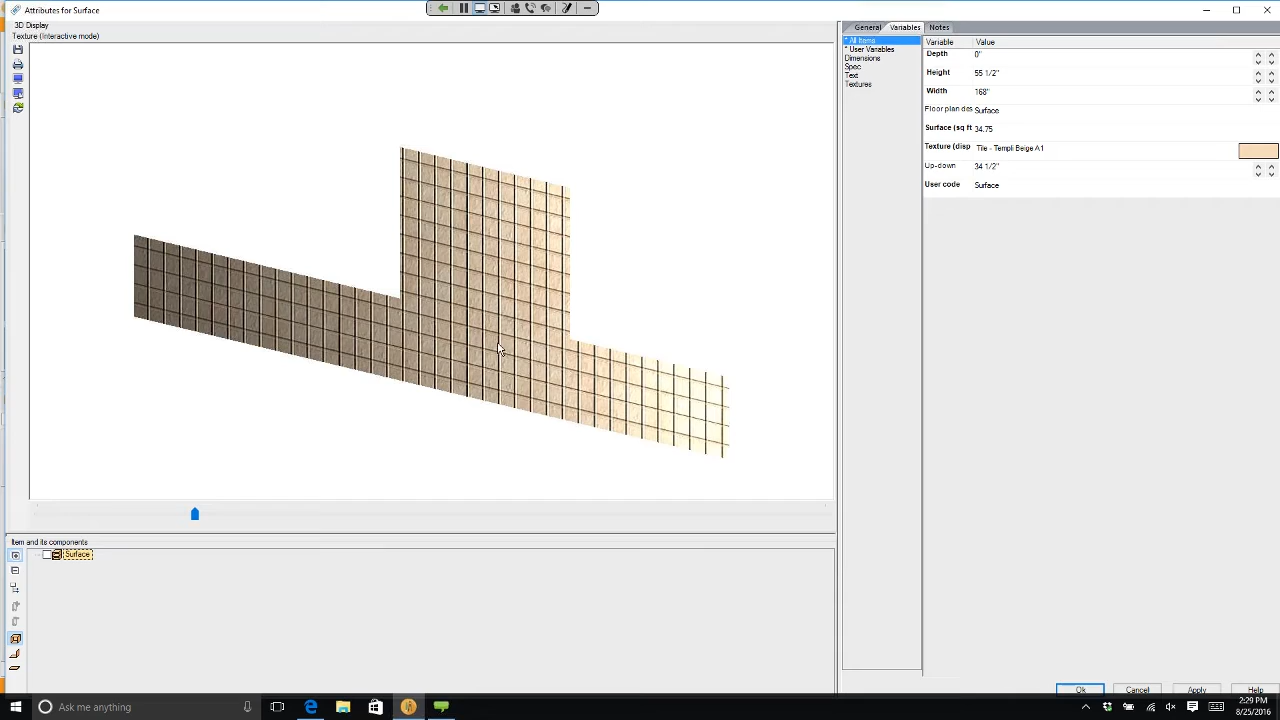 Attributes for Surface
3D Display
Texture (Interactive mode)
General
Variables
Notes
* All Items
* User Variables
Dimensions
Spec
Text
Textures
Variable Value
Depth 0"
Height 55 1/2"
Width 168"
Floor plan des Surface
Surface (sq ft 34.75
Texture (disp Tile - Templi Beige A1
Up-down 34 1/2"
User code Surface
Item and its components
Surface
Ok Cancel Apply Help
Ask me anything
2:29 PM
8/25/2016